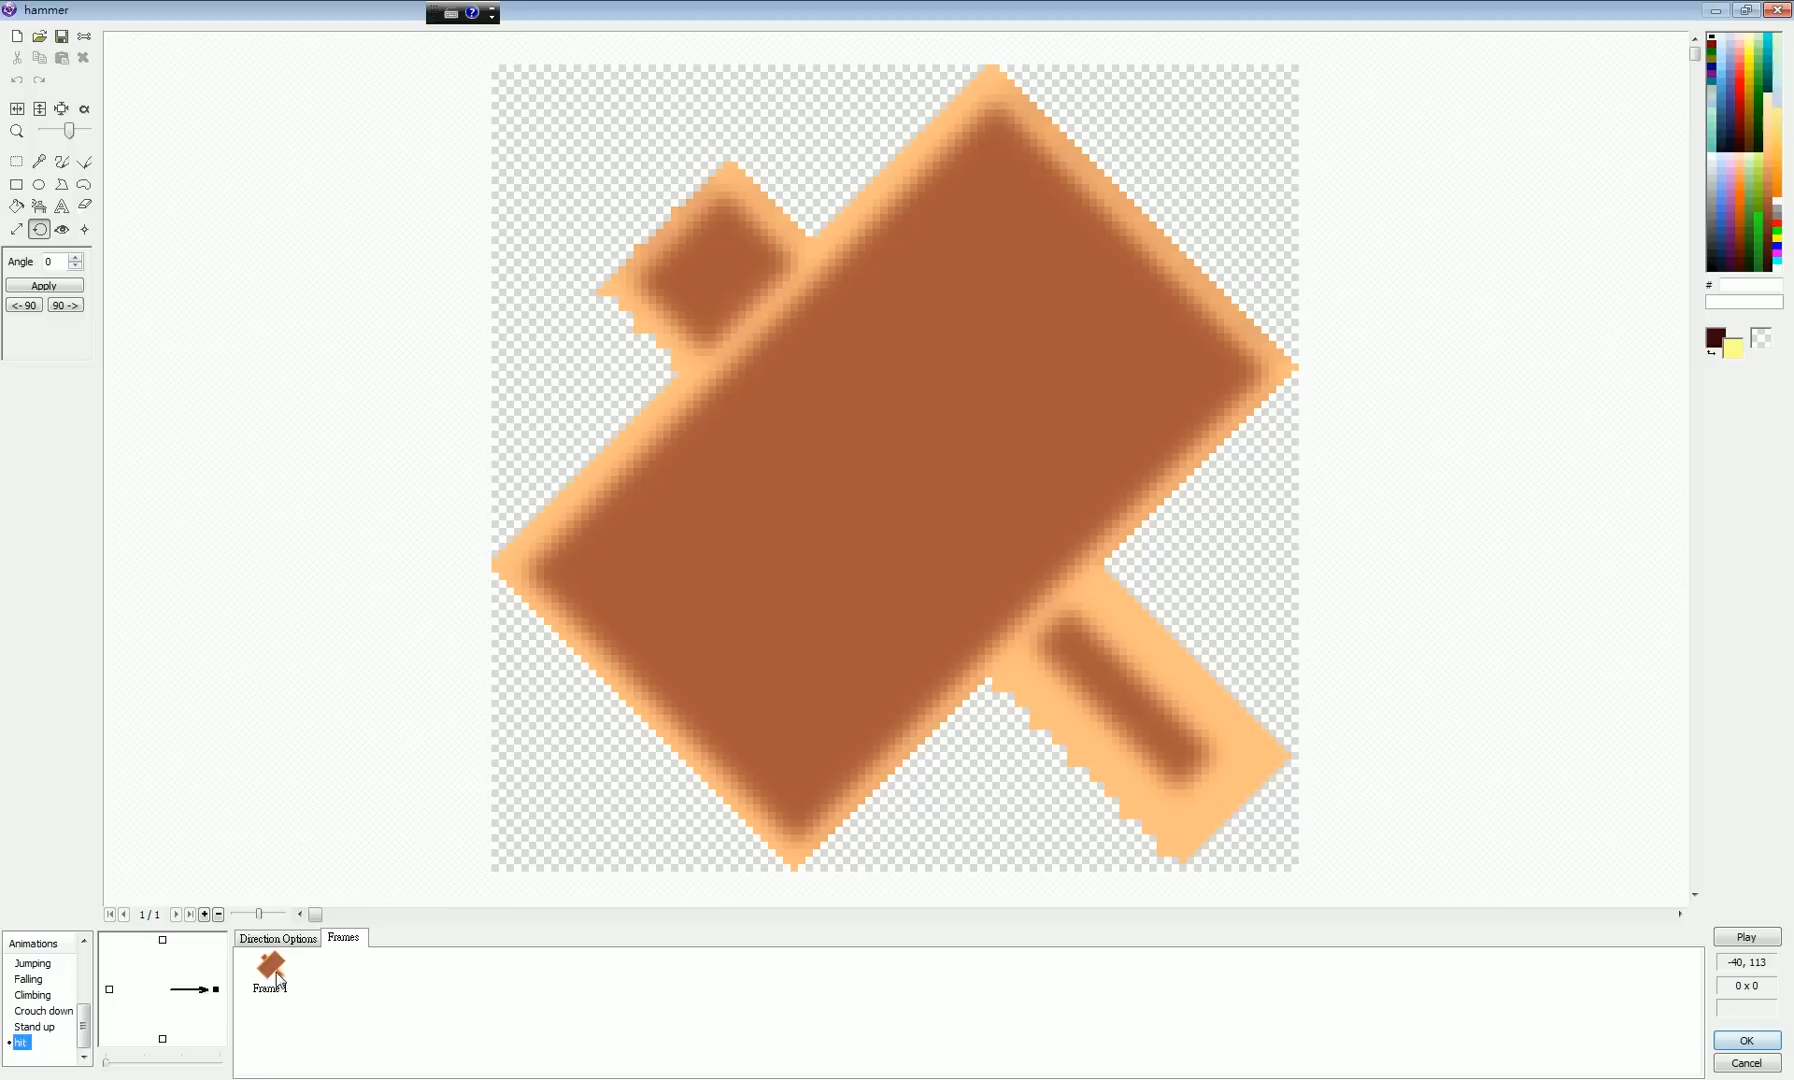 hammer
Angle 0
Apply
<- 90 90 ->
#
1 / 1
Animations
Jumping
Falling
Climbing
Crouch down
Stand up
hit
Direction Options Frames
Frame 1
Play
-40, 113
0 x 0
OK
Cancel